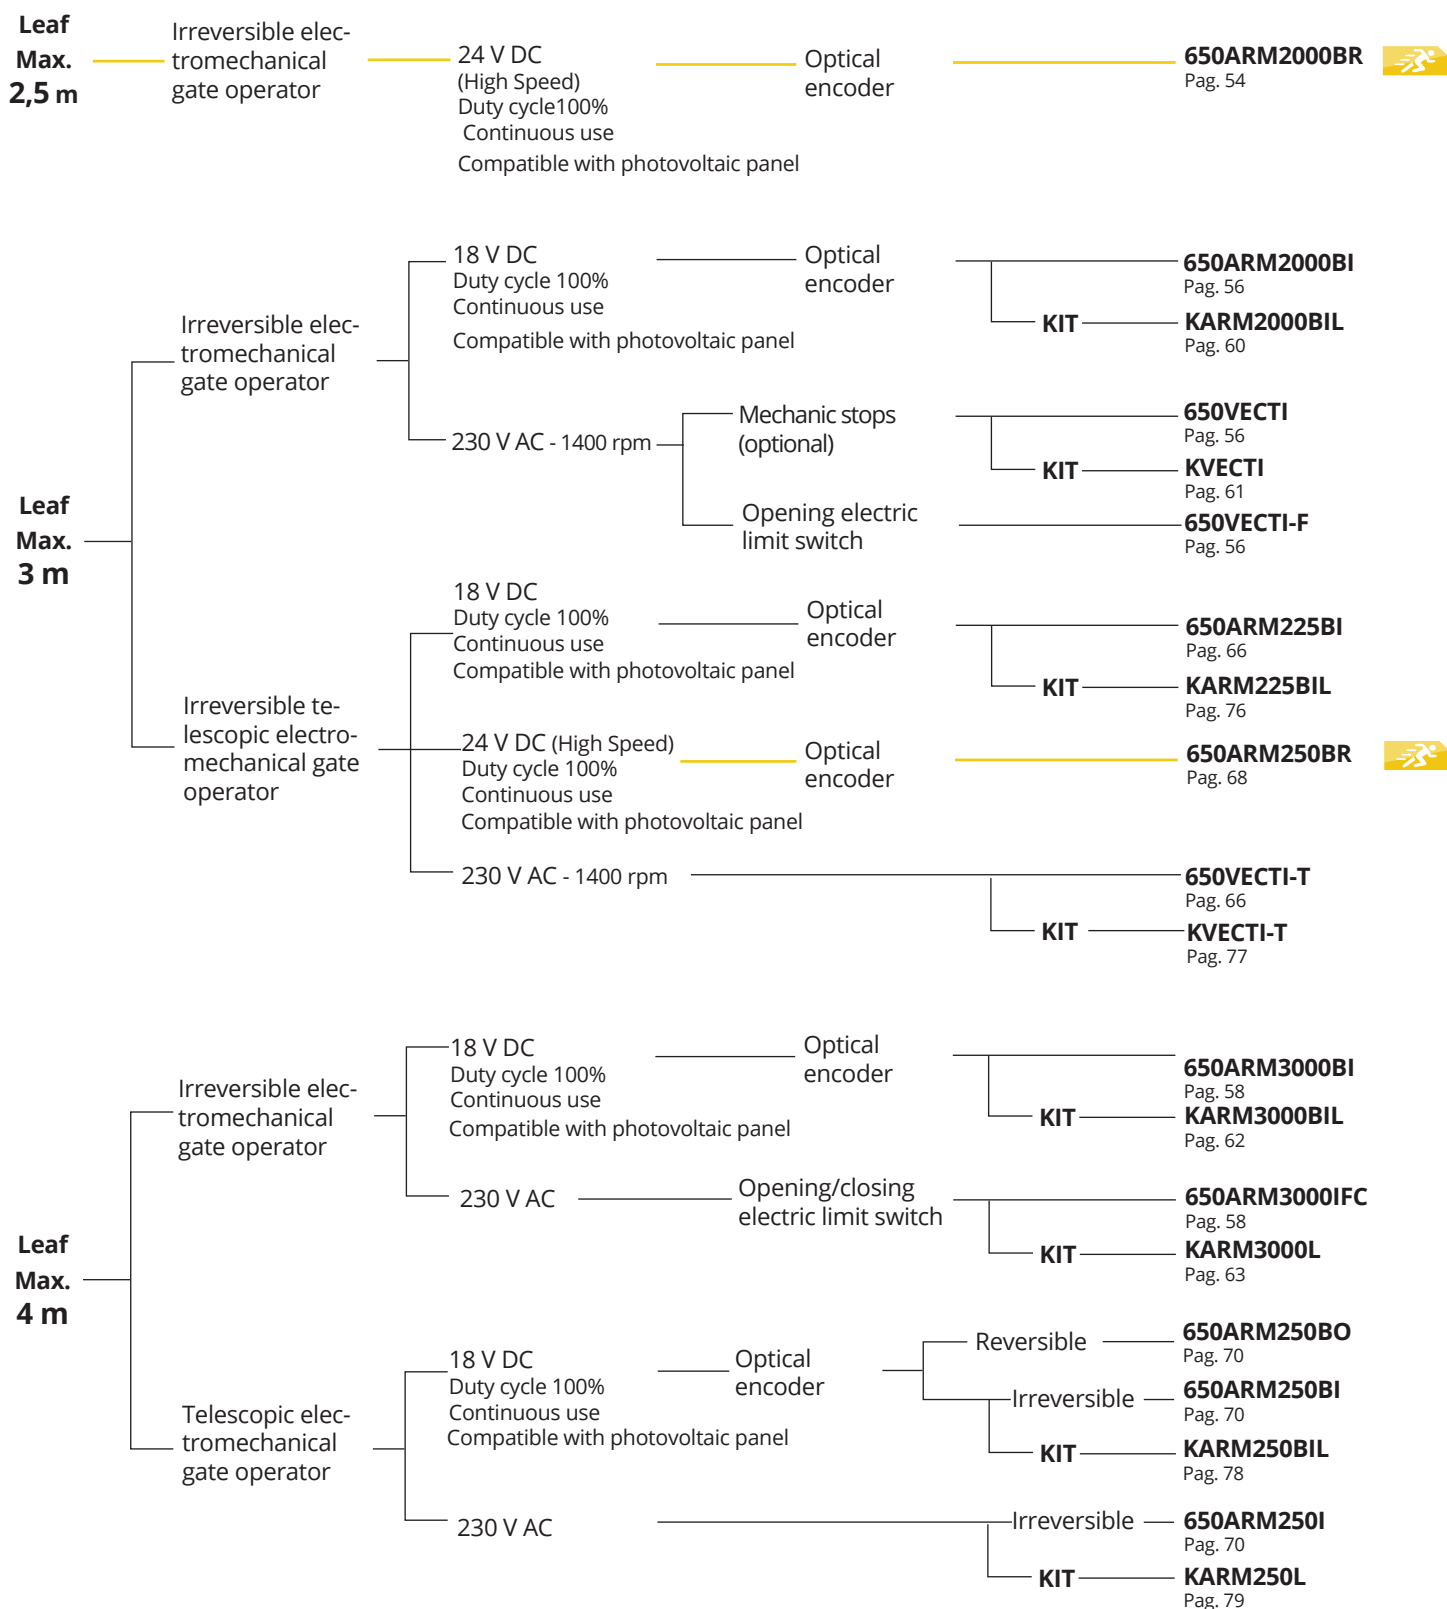 Leaf
Max.
2,5 m
Irreversible elec-
tromechanical
gate operator
24 V DC
(High Speed)
Duty cycle100%
Continuous use
Compatible with photovoltaic panel
Optical
encoder
650ARM2000BR
Pag. 54
Leaf
Max.
3 m
Irreversible elec-
tromechanical
gate operator
18 V DC
Duty cycle 100%
Continuous use
Compatible with photovoltaic panel
Optical
encoder
650ARM2000BI
Pag. 56
KIT
KARM2000BIL
Pag. 60
230 V AC - 1400 rpm
Mechanic stops
(optional)
650VECTI
Pag. 56
KIT
KVECTI
Pag. 61
Opening electric
limit switch
650VECTI-F
Pag. 56
Irreversible te-
lescopic electro-
mechanical gate
operator
18 V DC
Duty cycle 100%
Continuous use
Compatible with photovoltaic panel
Optical
encoder
650ARM225BI
Pag. 66
KIT
KARM225BIL
Pag. 76
24 V DC (High Speed)
Duty cycle 100%
Continuous use
Compatible with photovoltaic panel
Optical
encoder
650ARM250BR
Pag. 68
230 V AC - 1400 rpm
650VECTI-T
Pag. 66
KIT
KVECTI-T
Pag. 77
Leaf
Max.
4 m
Irreversible elec-
tromechanical
gate operator
18 V DC
Duty cycle 100%
Continuous use
Compatible with photovoltaic panel
Optical
encoder
650ARM3000BI
Pag. 58
KIT
KARM3000BIL
Pag. 62
230 V AC
Opening/closing
electric limit switch
650ARM3000IFC
Pag. 58
KIT
KARM3000L
Pag. 63
Telescopic elec-
tromechanical
gate operator
18 V DC
Duty cycle 100%
Continuous use
Compatible with photovoltaic panel
Optical
encoder
Reversible
650ARM250BO
Pag. 70
Irreversible
650ARM250BI
Pag. 70
KIT
KARM250BIL
Pag. 78
230 V AC
Irreversible
650ARM250I
Pag. 70
KIT
KARM250L
Pag. 79